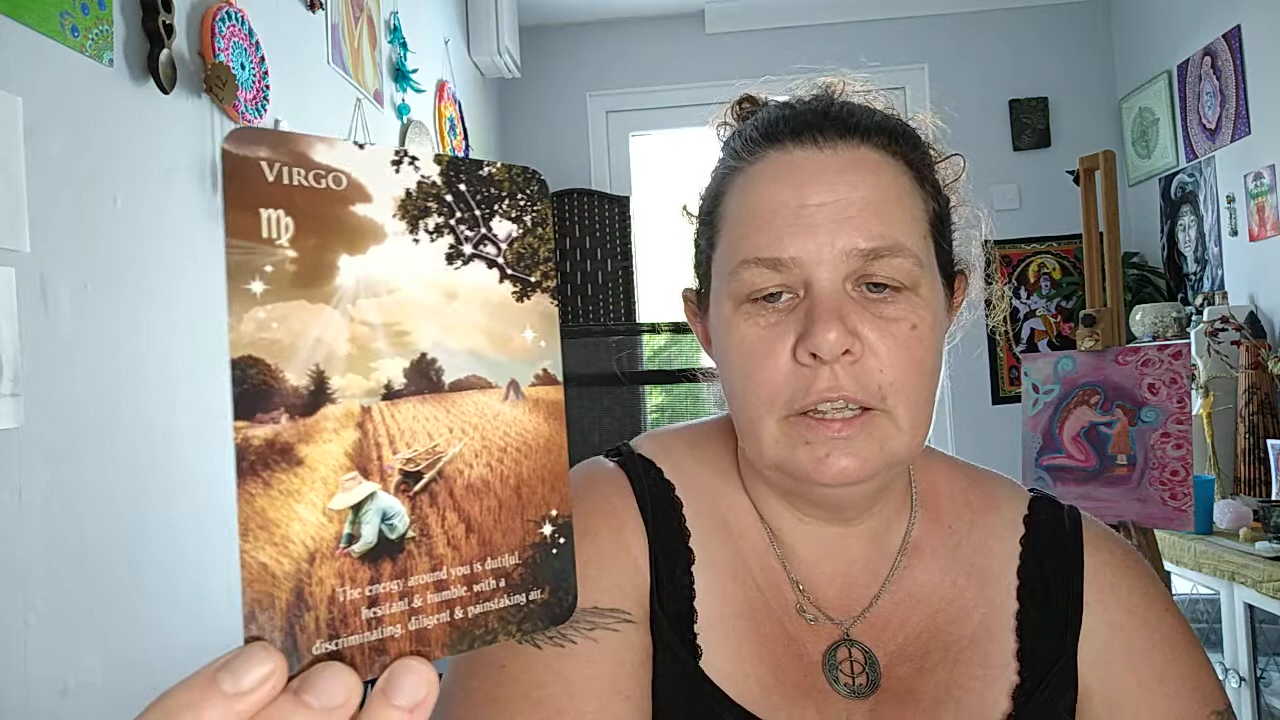 VIRGO
♍
The energy around you is dutiful,
hesitant & humble, with a
discriminating, diligent & painstaking air.